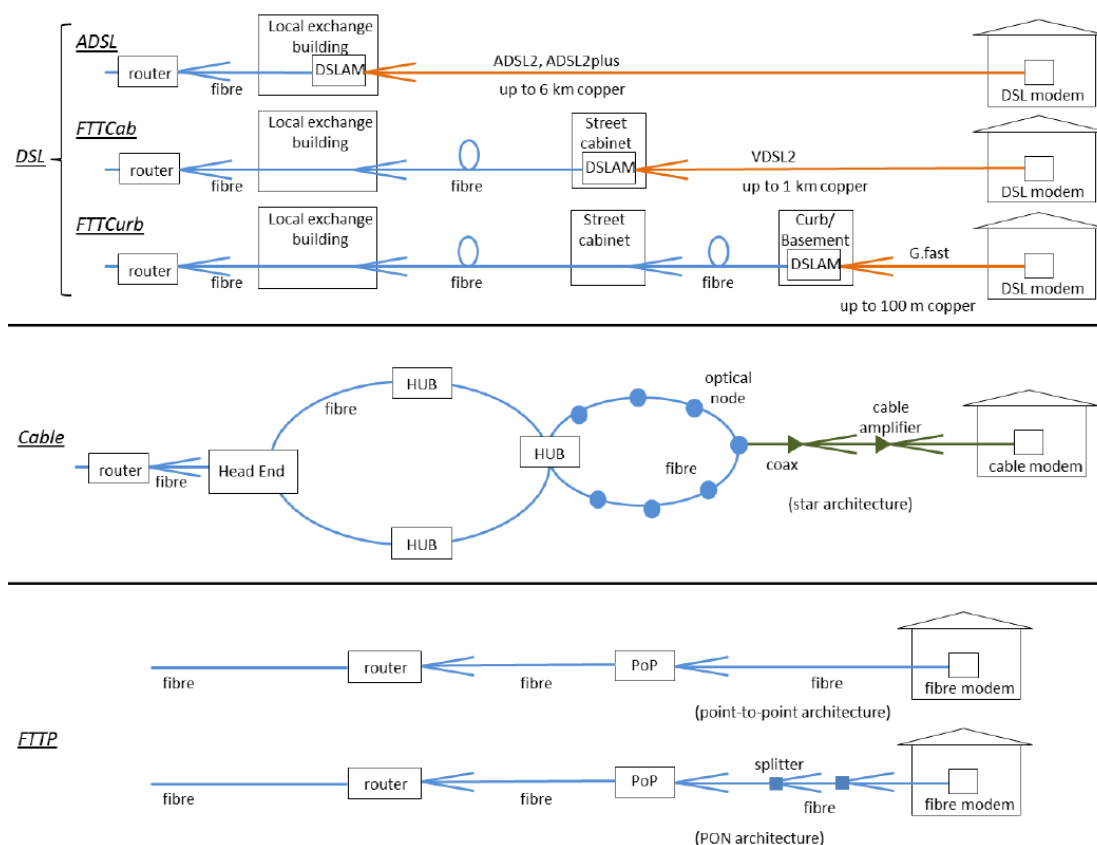 ADSL
Local exchange
building
router
fibre
DSLAM
ADSL2, ADSL2plus
up to 6 km copper
DSL modem
DSL
FTTCab
Local exchange
building
router
fibre
fibre
Street
cabinet
DSLAM
VDSL2
up to 1 km copper
DSL modem
FTTCurb
Local exchange
building
router
fibre
fibre
Street
cabinet
fibre
Curb/
Basement
DSLAM
G.fast
up to 100 m copper
DSL modem
Cable
router
fibre
Head End
fibre
HUB
HUB
HUB
fibre
optical
node
coax
cable
amplifier
(star architecture)
cable modem
FTTP
fibre
router
fibre
PoP
fibre
(point-to-point architecture)
fibre modem
fibre
router
fibre
PoP
splitter
fibre
(PON architecture)
fibre modem